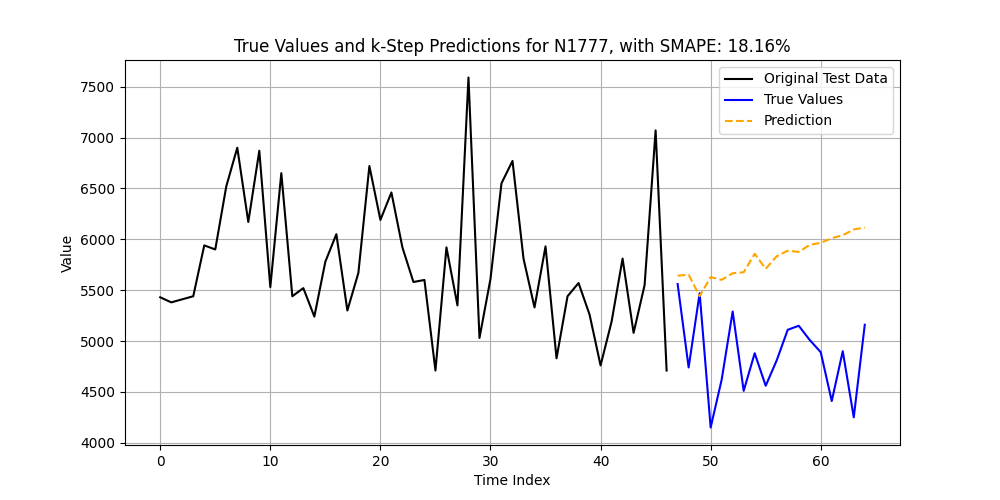 True Values and k-Step Predictions for N1777, with SMAPE: 18.16%
Original Test Data
True Values
Prediction
7500
7000
6500
6000
5500
5000
4500
4000
Value
0 10 20 30 40 50 60
Time Index